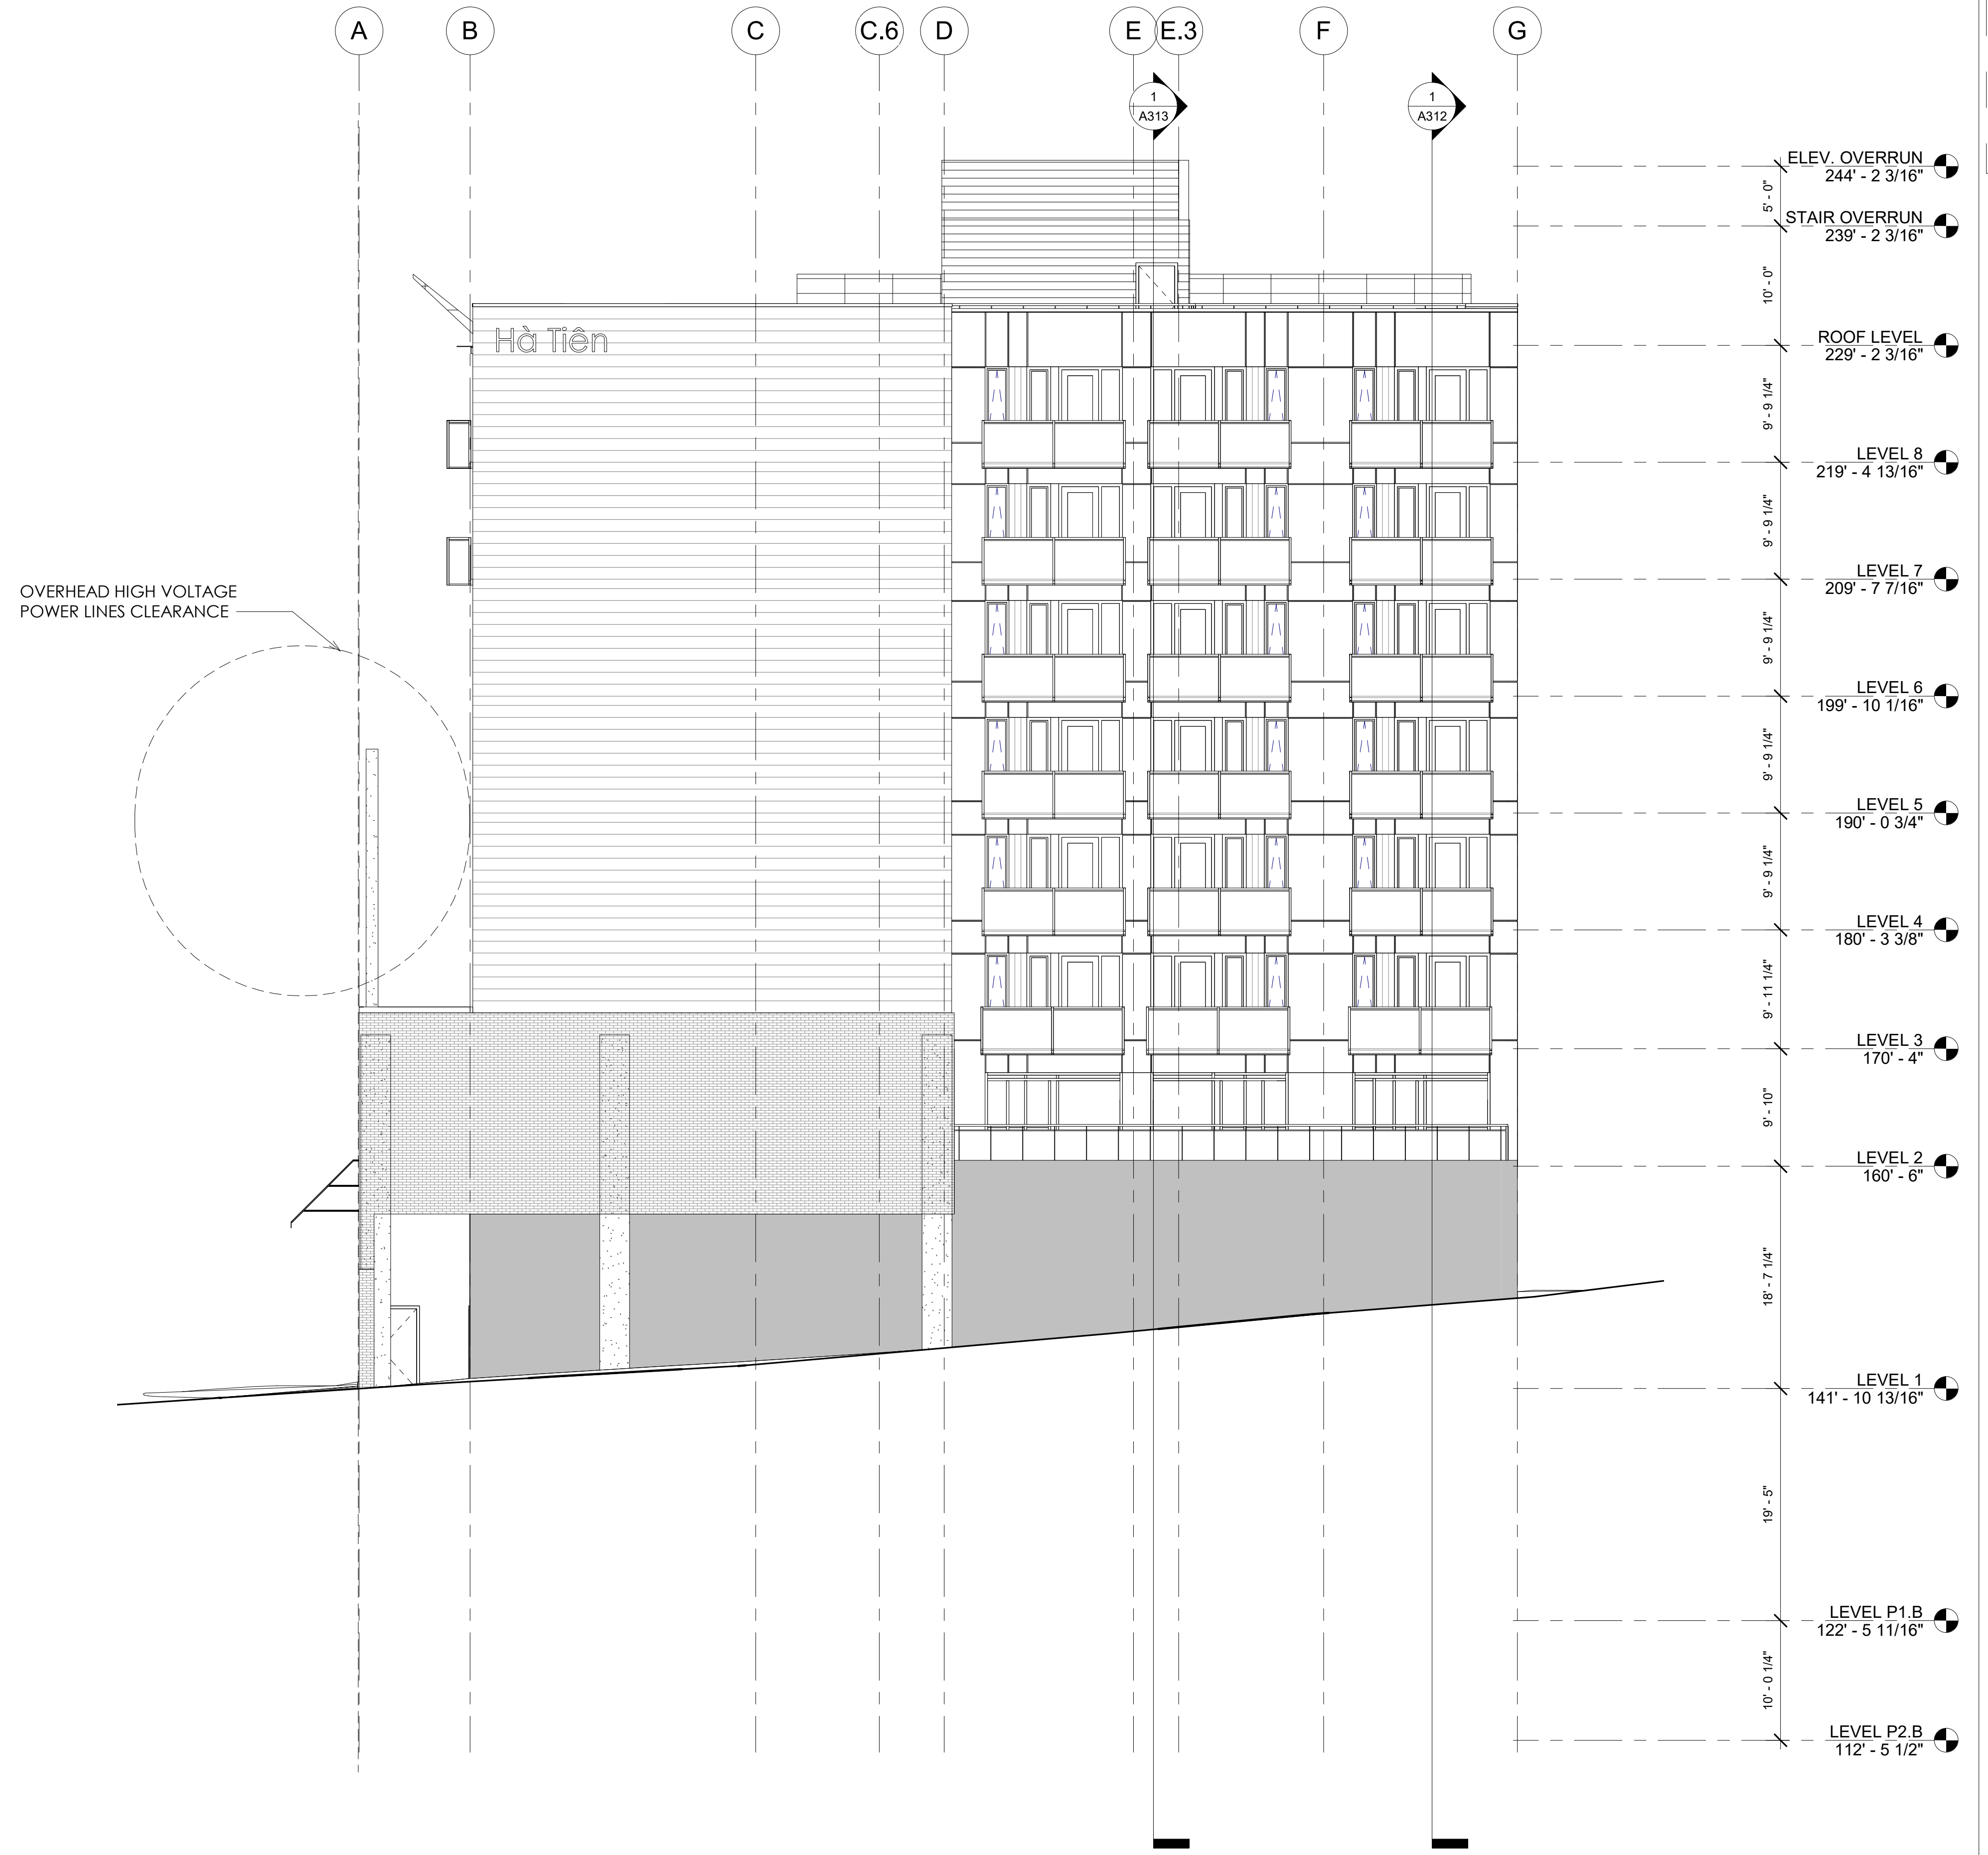 A
B
C
C.6
D
E
E.3
F
G
1
A313
1
A312
ELEV. OVERRUN
244' - 2 3/16"
5' - 0"
STAIR OVERRUN
239' - 2 3/16"
10' - 0"
Hà Tiên
ROOF LEVEL
229' - 2 3/16"
9' - 9 1/4"
LEVEL 8
219' - 4 13/16"
9' - 9 1/4"
LEVEL 7
209' - 7 7/16"
OVERHEAD HIGH VOLTAGE
POWER LINES CLEARANCE
9' - 9 1/4"
LEVEL 6
199' - 10 1/16"
9' - 9 1/4"
LEVEL 5
190' - 0 3/4"
9' - 9 1/4"
LEVEL 4
180' - 3 3/8"
9' - 11 1/4"
LEVEL 3
170' - 4"
9' - 10"
LEVEL 2
160' - 6"
18' - 7 1/4"
LEVEL 1
141' - 10 13/16"
19' - 5"
LEVEL P1.B
122' - 5 11/16"
10' - 0 1/4"
LEVEL P2.B
112' - 5 1/2"